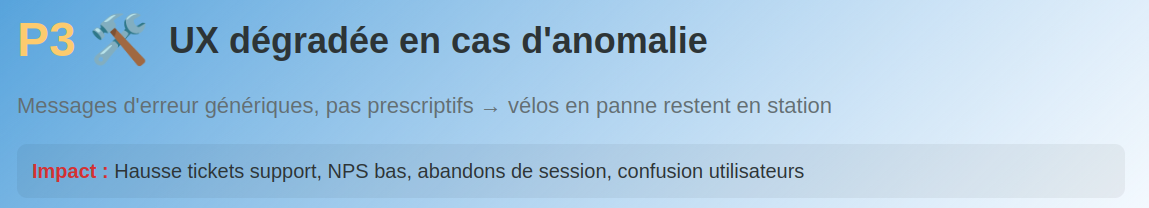 P3 🛠️ UX dégradée en cas d'anomalie
Messages d'erreur génériques, pas prescriptifs → vélos en panne restent en station
Impact : Hausse tickets support, NPS bas, abandons de session, confusion utilisateurs